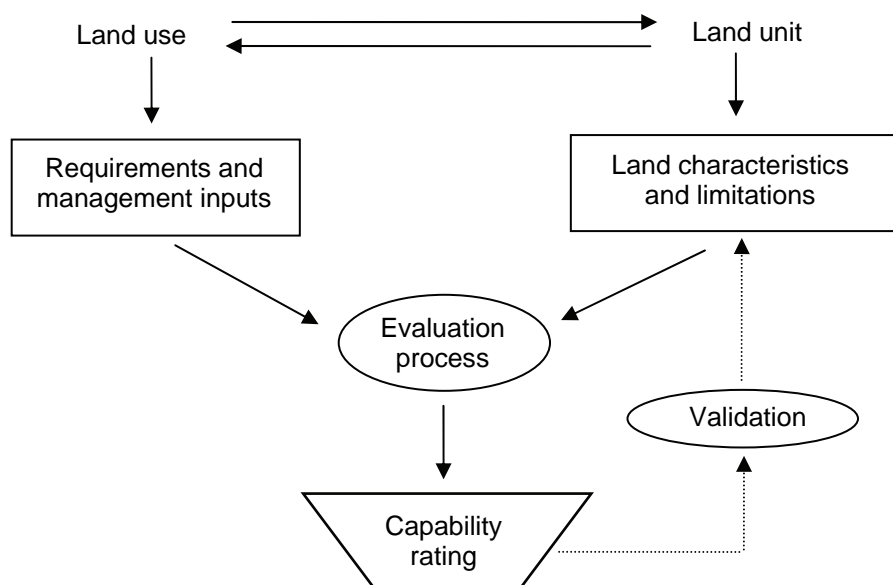 Land use
Land unit
Requirements and
management inputs
Land characteristics
and limitations
Evaluation
process
Validation
Capability
rating